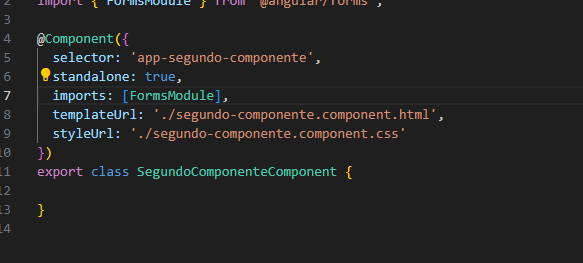 2 import { FormsModule } from '@angular/forms';
3
4 @Component({
5 selector: 'app-segundo-componente',
6 standalone: true,
7 imports: [FormsModule],
8 templateUrl: './segundo-componente.component.html',
9 styleUrl: './segundo-componente.component.css'
10 })
11 export class SegundoComponenteComponent {
12
13 }
14